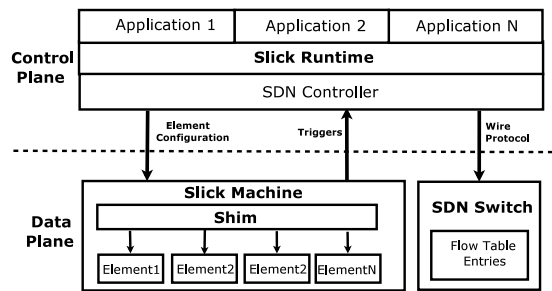 Application 1 Application 2 Application N
Control Plane
Slick Runtime
SDN Controller
Element Configuration
Triggers
Wire Protocol
Data Plane
Slick Machine
Shim
Element1 Element2 Element2 ElementN
SDN Switch
Flow Table Entries